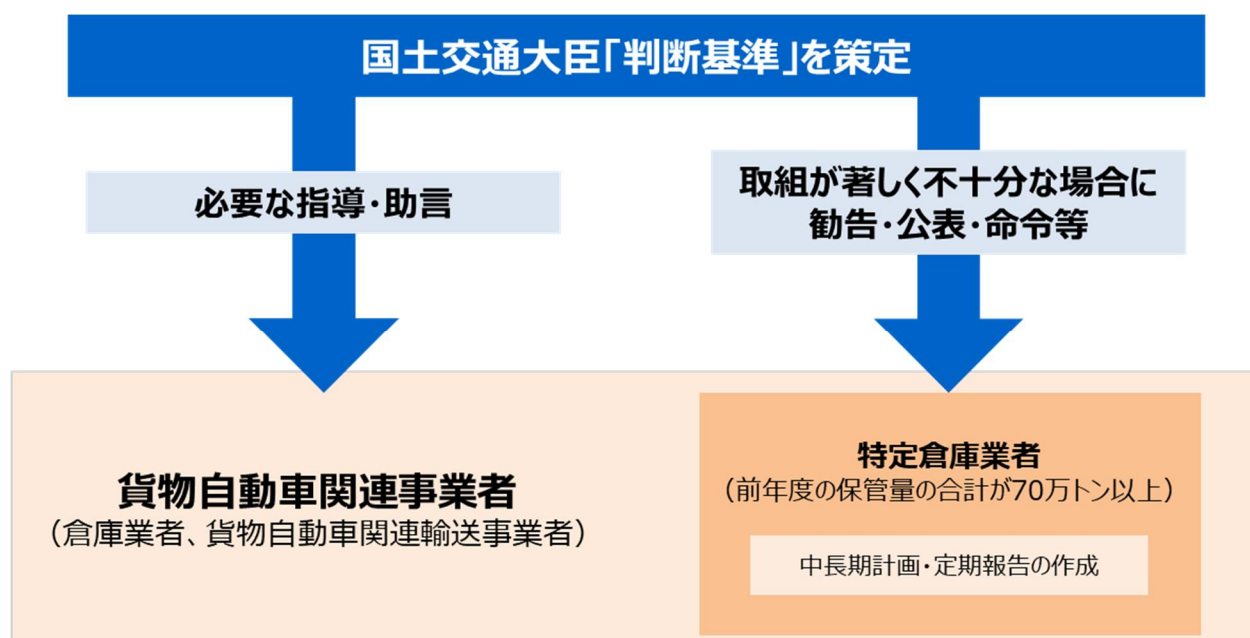 国土交通大臣「判断基準」を策定
必要な指導・助言
取組が著しく不十分な場合に
勧告・公表・命令等
貨物自動車関連事業者
（倉庫業者、貨物自動車関連輸送事業者）
特定倉庫業者
（前年度の保管量の合計が70万トン以上）
中長期計画・定期報告の作成